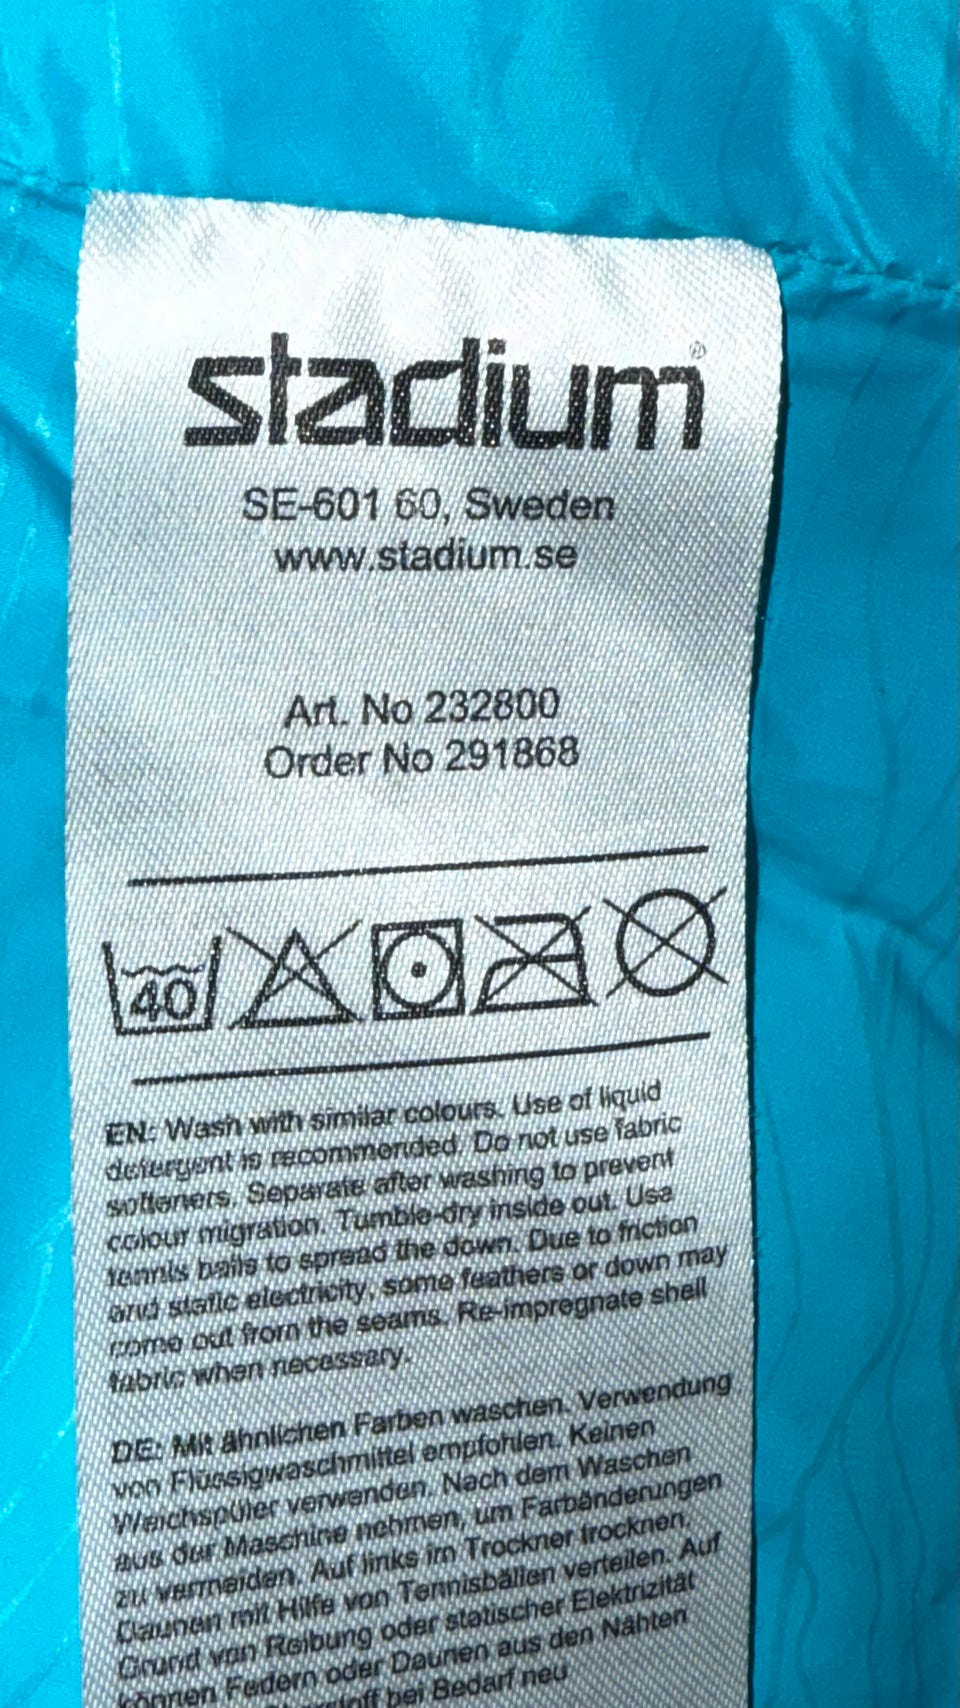 stadium®
SE-601 60, Sweden
www.stadium.se
Art. No 232800
Order No 291868
40
EN: Wash with similar colours. Use of liquid
detergent is recommended. Do not use fabric
softeners. Separate after washing to prevent
colour migration. Tumble-dry inside out. Use
tennis balls to spread the down. Due to friction
and static electricity, some feathers or down may
come out from the seams. Re-impregnate shell
fabric when necessary.
DE: Mit ähnlichen Farben waschen. Verwendung
von Flüssigwaschmittel empfohlen. Keinen
Weichspüler verwenden. Nach dem Waschen
aus der Maschine nehmen, um Farbänderungen
zu vermeiden. Auf links im Trockner trocknen.
Daunen mit Hilfe von Tennisbällen verteilen. Auf
Grund von Reibung oder statischer Elektrizität
können Federn oder Daunen aus den Nähten
bei Bedarf neu